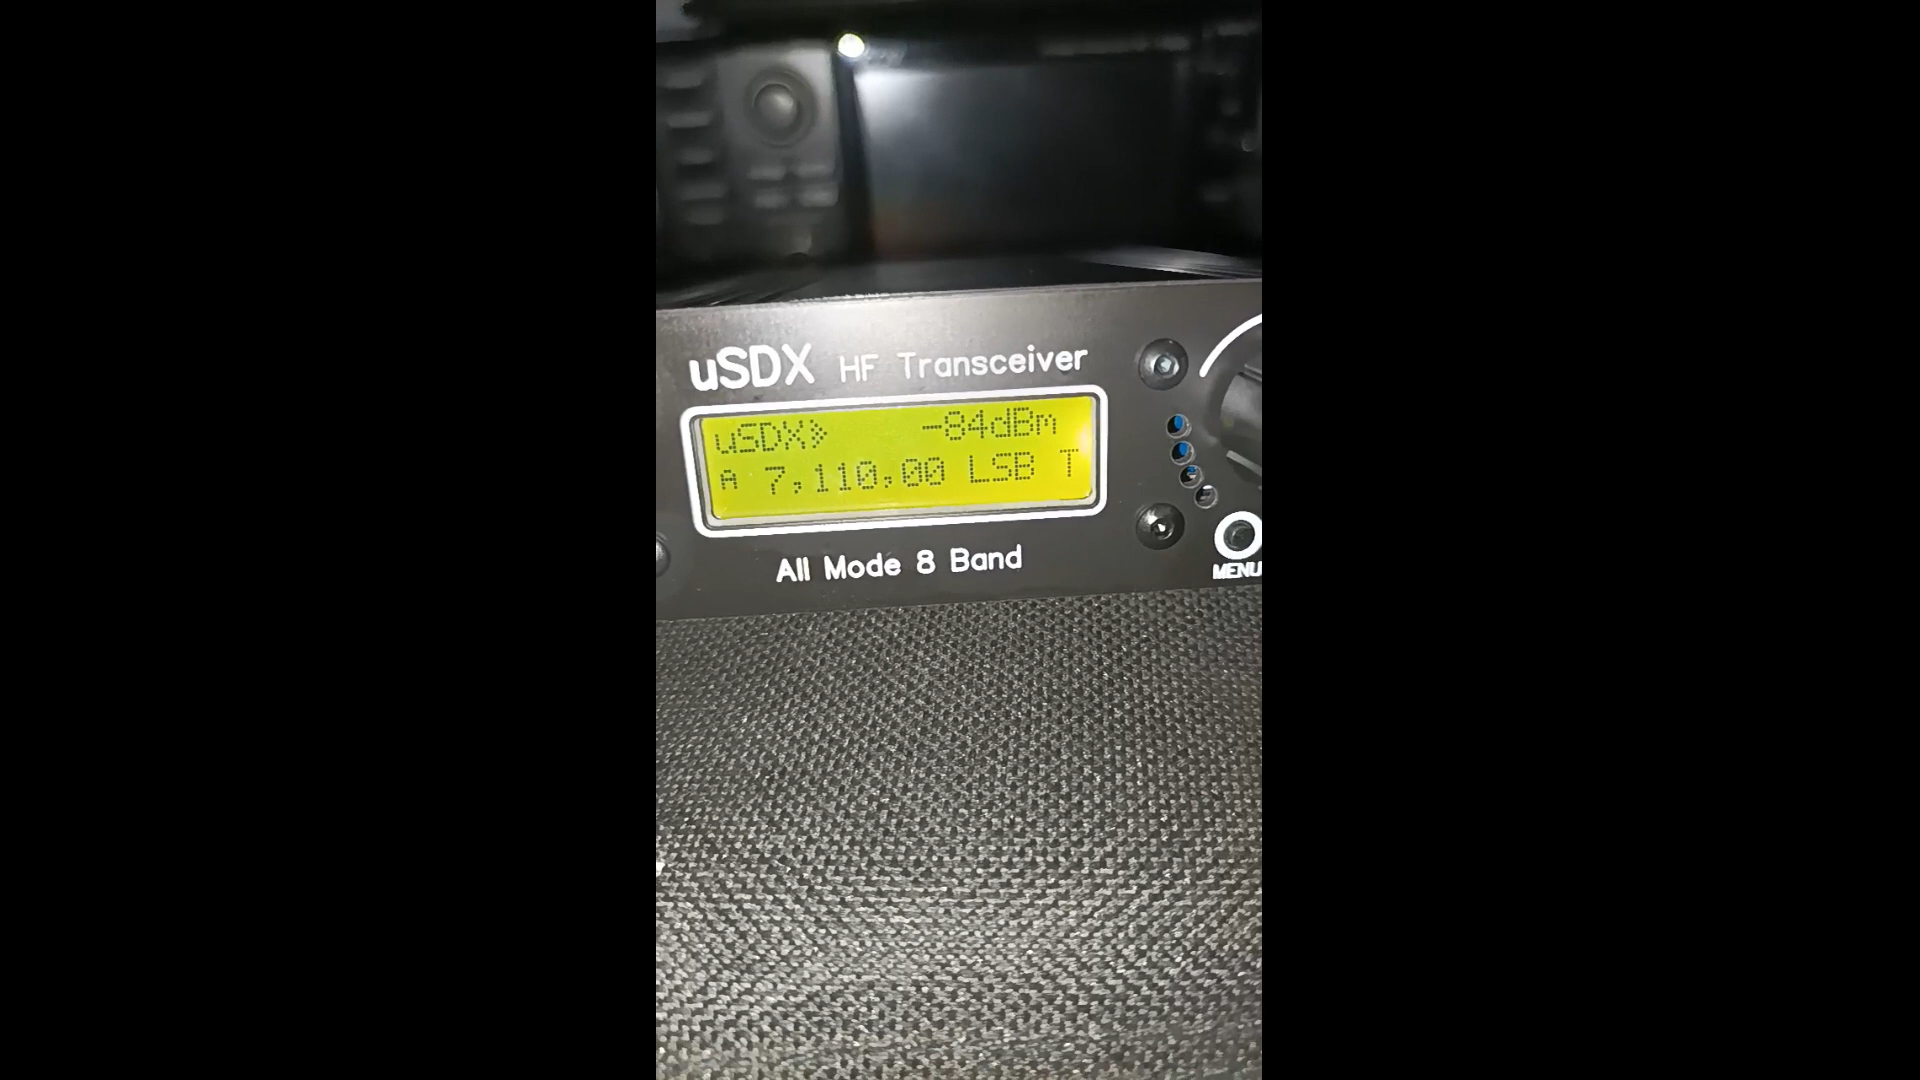 uSDX HF Transceiver
uSDX» -84dBm
A 7,110,00 LSB T
All Mode 8 Band
MENU